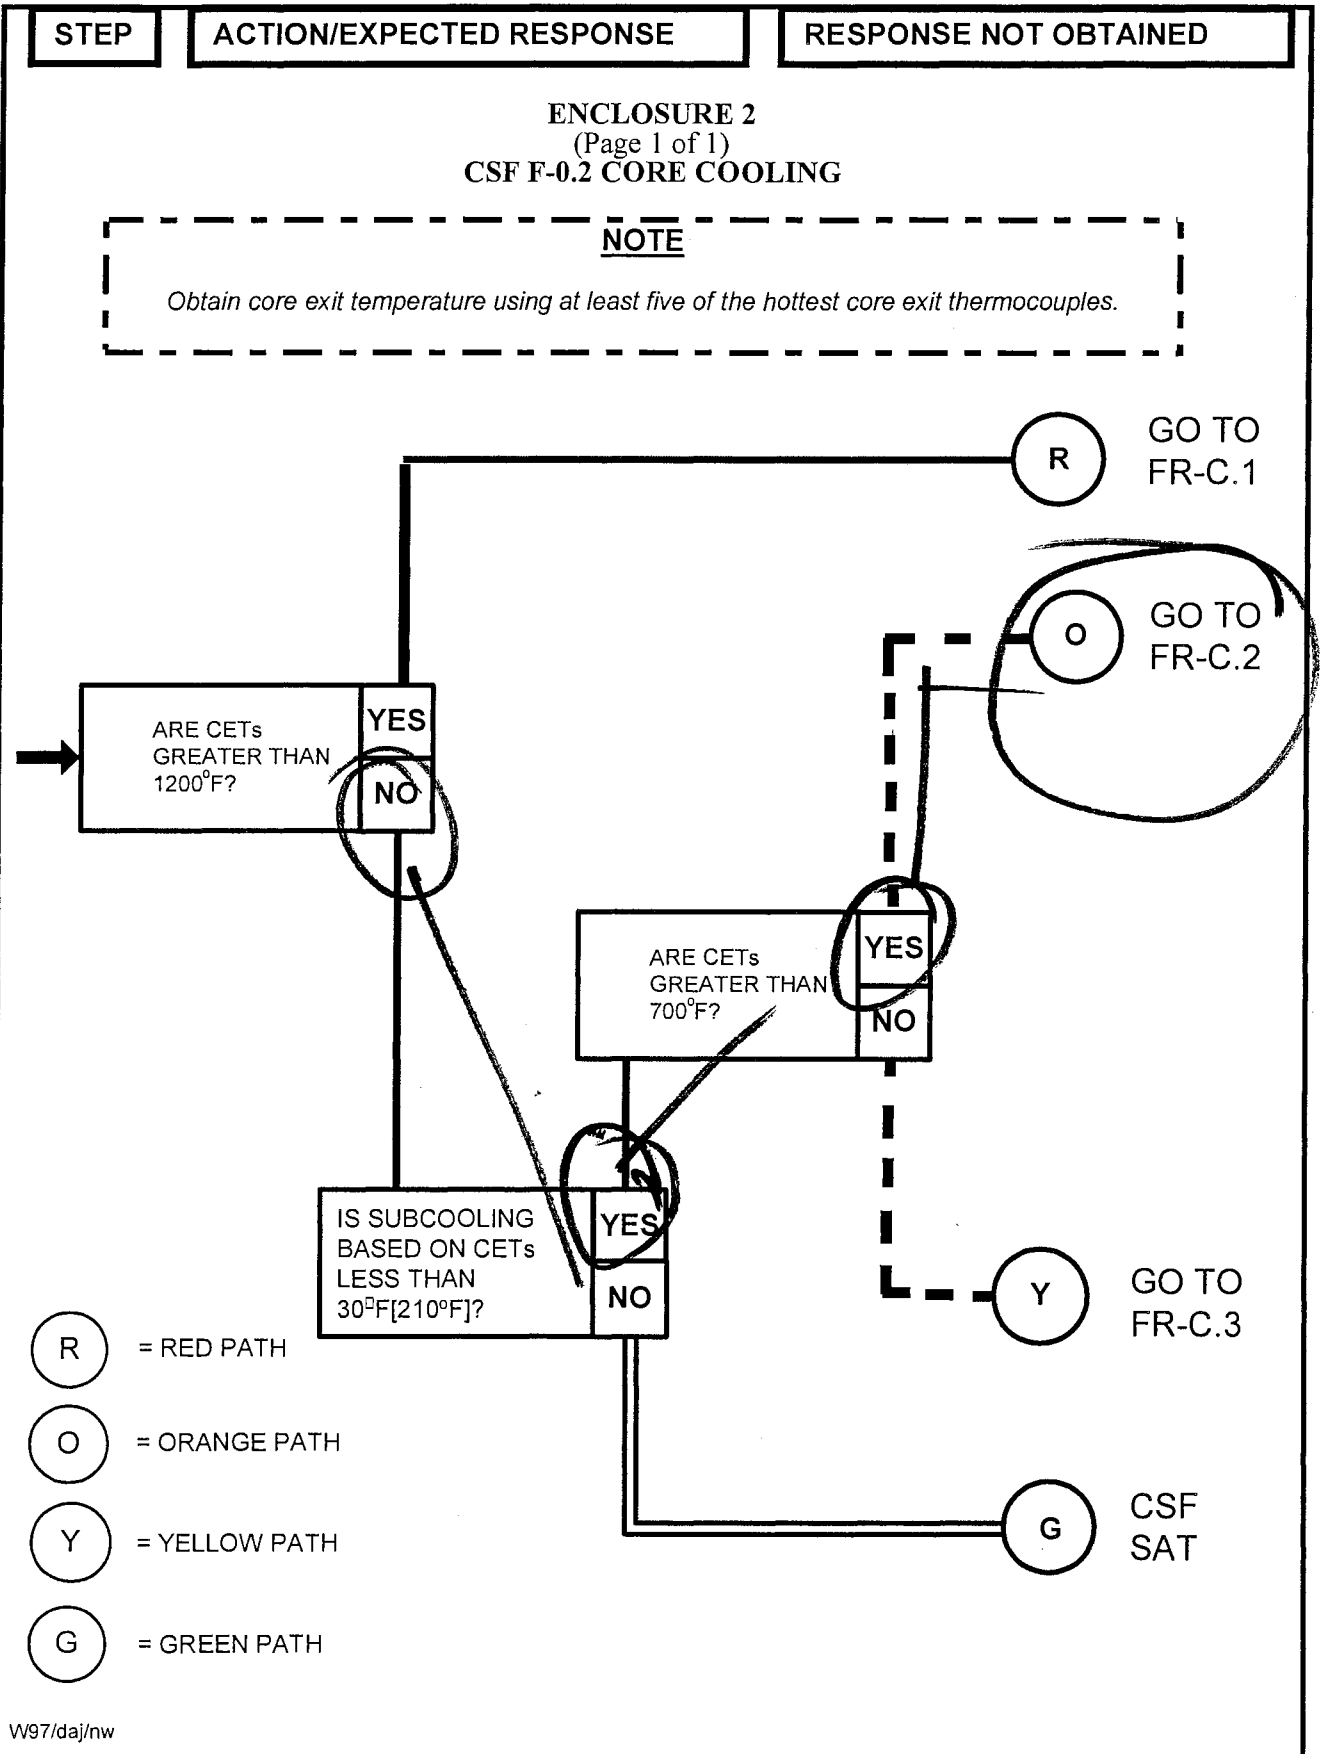 STEP
ACTION/EXPECTED RESPONSE
RESPONSE NOT OBTAINED
ENCLOSURE 2
(Page 1 of 1)
CSF F-0.2 CORE COOLING
NOTE
Obtain core exit temperature using at least five of the hottest core exit thermocouples.
R
GO TO
FR-C.1
O
GO TO
FR-C.2
ARE CETs
GREATER THAN
1200°F?
YES
NO
ARE CETs
GREATER THAN
700°F?
YES
NO
IS SUBCOOLING
BASED ON CETs
LESS THAN
30□F[210°F]?
YES
NO
Y
GO TO
FR-C.3
R
= RED PATH
O
= ORANGE PATH
G
CSF
SAT
Y
= YELLOW PATH
G
= GREEN PATH
W97/daj/nw